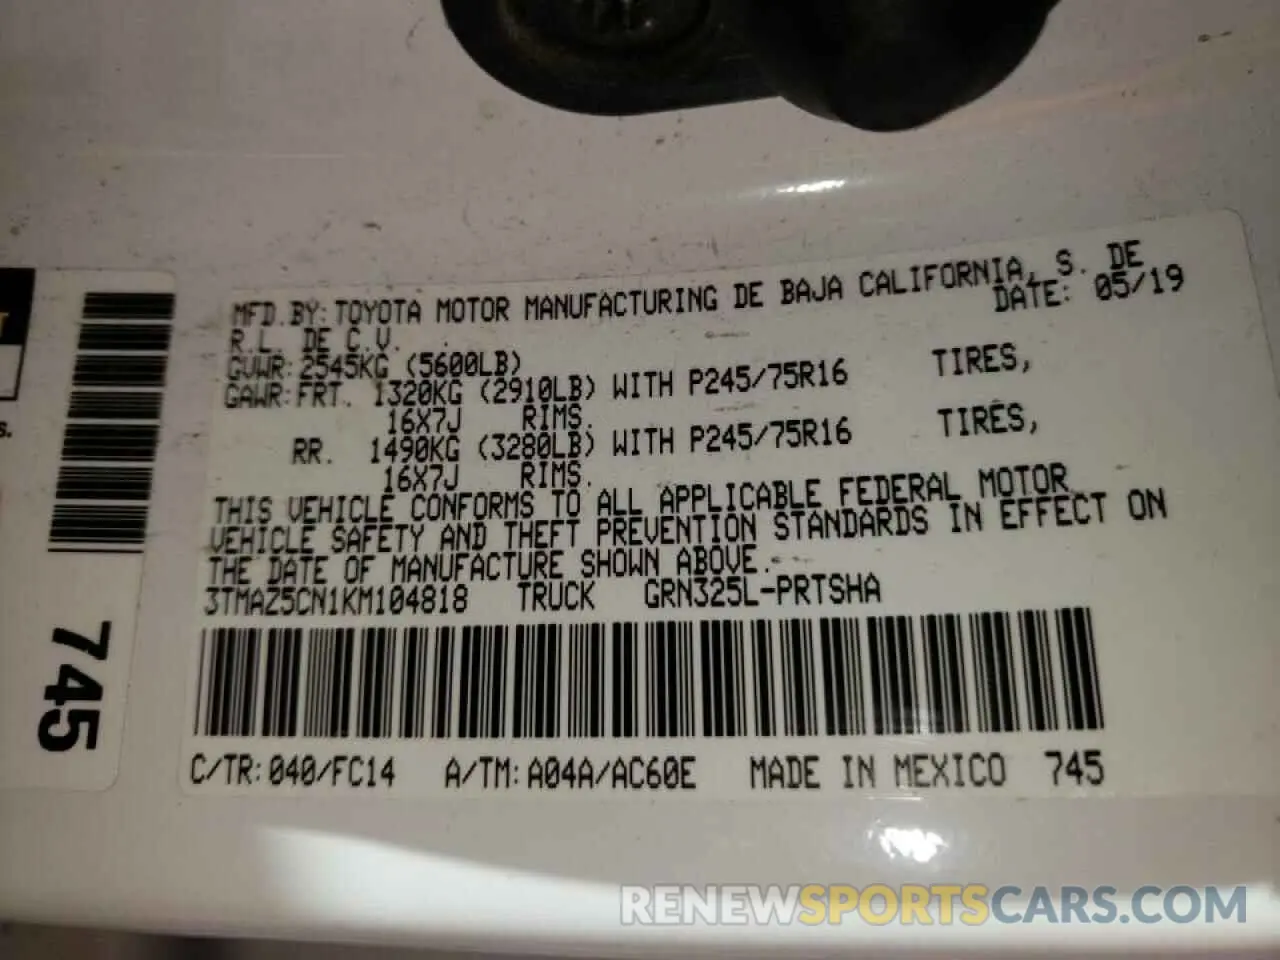 MFD.BY: TOYOTA MOTOR MANUFACTURING DE BAJA CALIFORNIA, S. DE
R.L. DE C.V. DATE: 05/19
GVWR: 2545KG (5600LB)
GAWR: FRT. 1320KG (2910LB) WITH P245/75R16 TIRES,
16X7J RIMS.
RR. 1490KG (3280LB) WITH P245/75R16 TIRES,
16X7J RIMS.
THIS VEHICLE CONFORMS TO ALL APPLICABLE FEDERAL MOTOR
VEHICLE SAFETY AND THEFT PREVENTION STANDARDS IN EFFECT ON
THE DATE OF MANUFACTURE SHOWN ABOVE.
3TMAZ5CN1KM104818 TRUCK GRN325L-PRTSHA
C/TR: 040/FC14 A/TM: A04A/AC60E MADE IN MEXICO 745
745
RENEWSPORTSCARS.COM